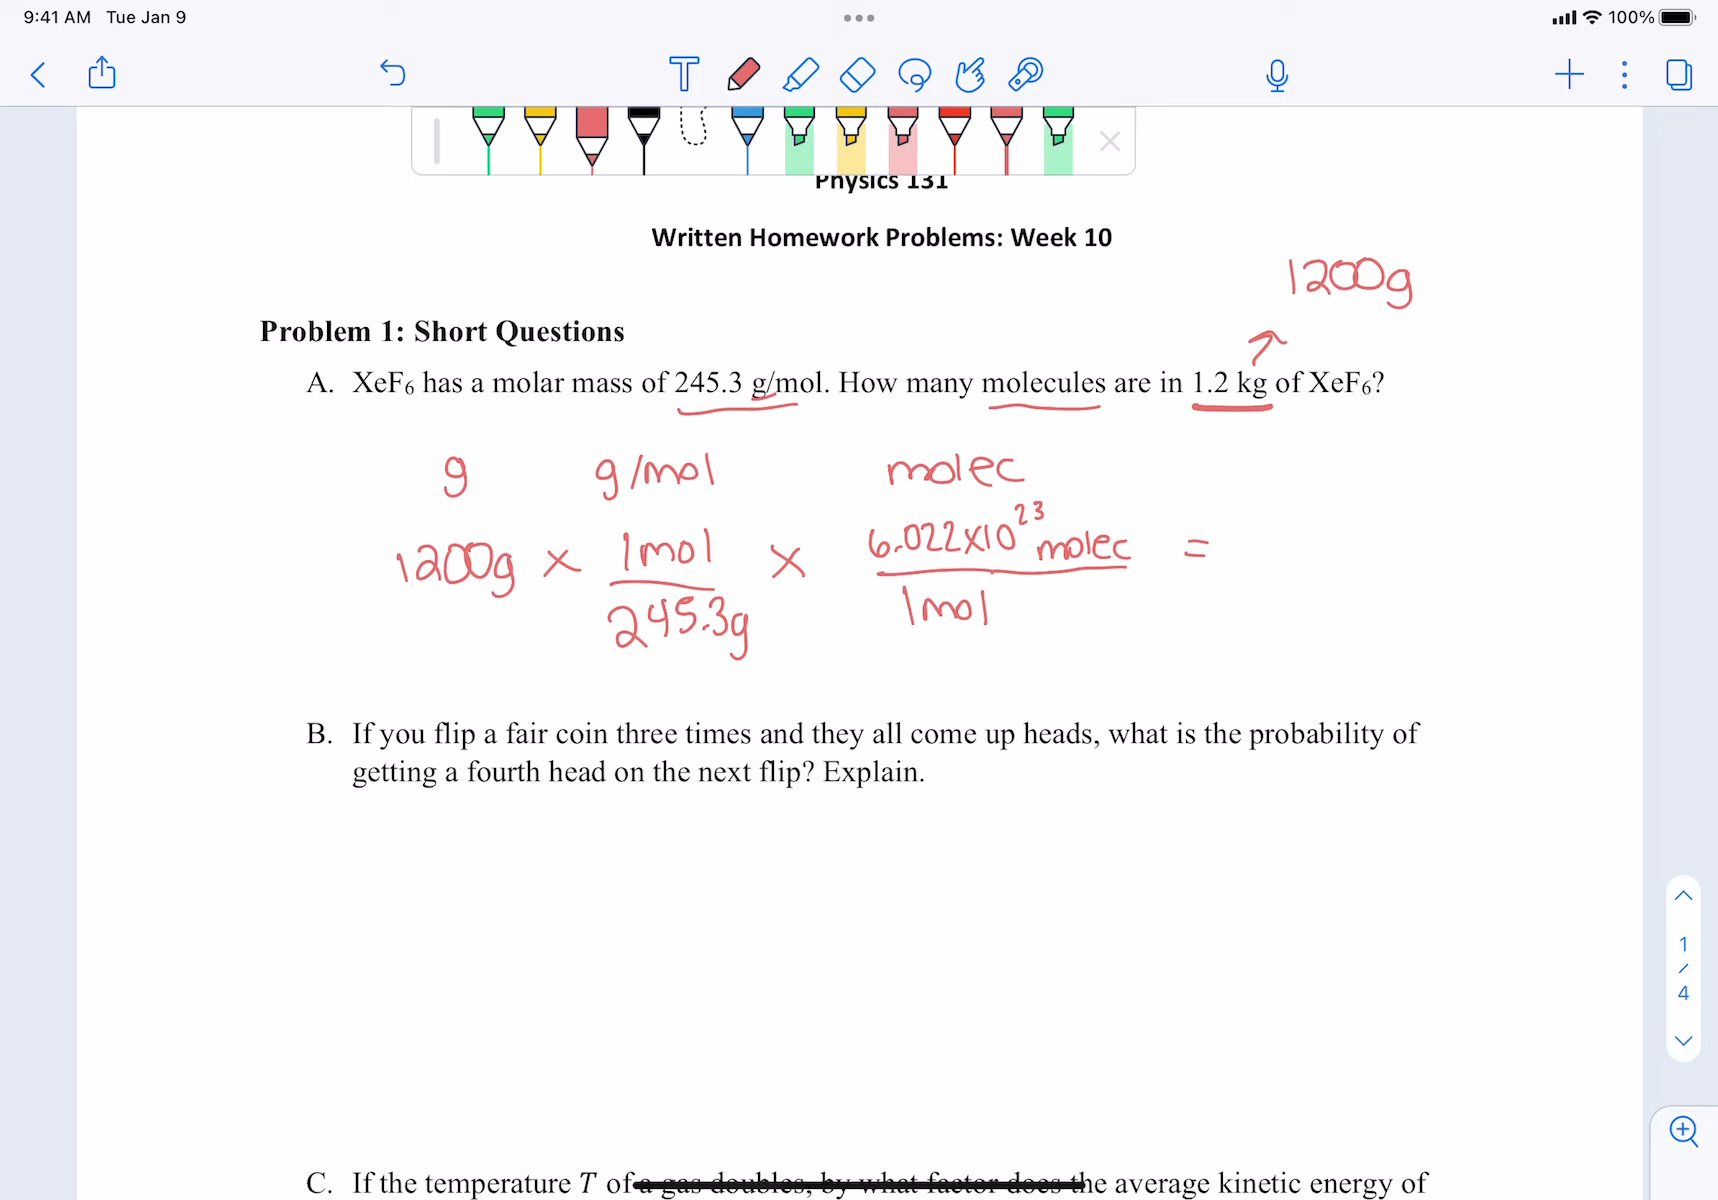 9:41 AM Tue Jan 9
100%
Physics 131
Written Homework Problems: Week 10
1200g
Problem 1: Short Questions
A. XeF6 has a molar mass of 245.3 g/mol. How many molecules are in 1.2 kg of XeF6?
g g/mol molec
1200g × 1mol/245.3g × 6.022×10^23 molec/1mol =
B. If you flip a fair coin three times and they all come up heads, what is the probability of
getting a fourth head on the next flip? Explain.
1
/
4
C. If the temperature T of a gas doubles, by what factor does the average kinetic energy of